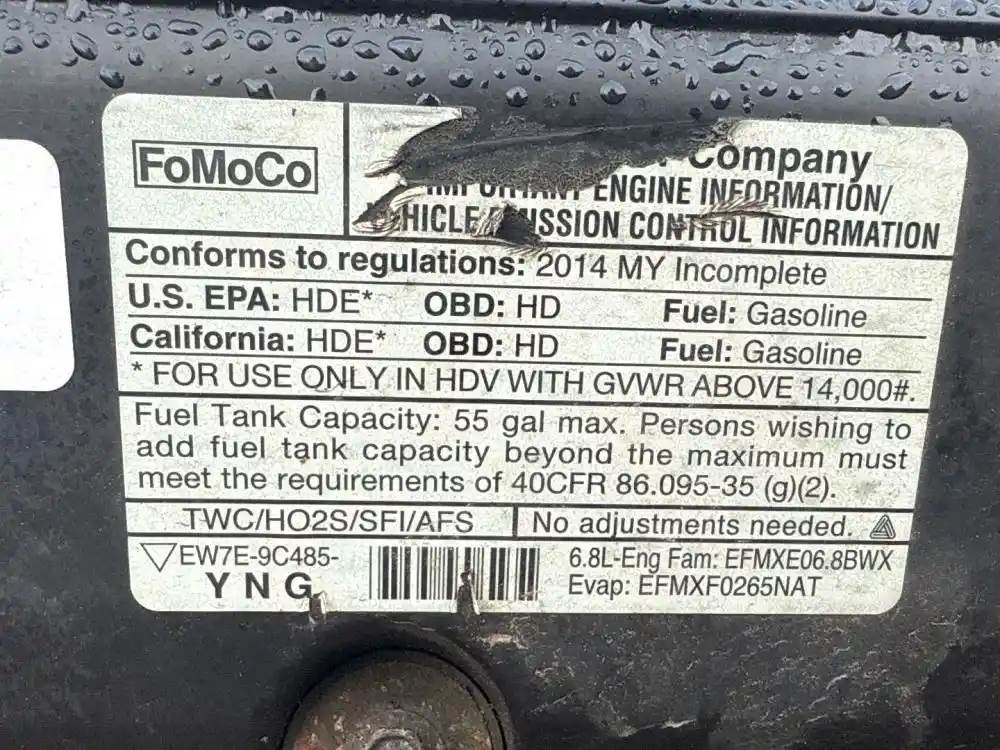 FoMoCo
Company
IMPORTANT ENGINE INFORMATION/
EMISSION CONTROL INFORMATION
Conforms to regulations: 2014 MY Incomplete
U.S. EPA: HDE* OBD: HD Fuel: Gasoline
California: HDE* OBD: HD Fuel: Gasoline
* FOR USE ONLY IN HDV WITH GVWR ABOVE 14,000#.
Fuel Tank Capacity: 55 gal max. Persons wishing to
add fuel tank capacity beyond the maximum must
meet the requirements of 40CFR 86.095-35 (g)(2).
TWC/HO2S/SFI/AFS No adjustments needed.
EW7E-9C485-
YNG
6.8L-Eng Fam: EFMXE06.8BWX
Evap: EFMXF0265NAT